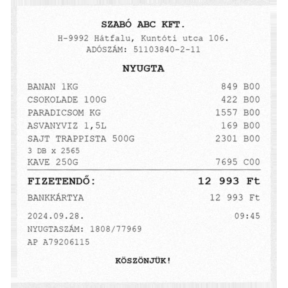 SZABÓ ABC KFT.
H-9992 Hátfalu, Kuntóti utca 106.
ADÓSZÁM: 51103840-2-11
NYUGTA
BANAN 1KG 849 B00
CSOKOLADE 100G 422 B00
PARADICSOM KG 1557 B00
ASVANYVIZ 1,5L 169 B00
SAJT TRAPPISTA 500G 2301 B00
3 DB x 2565
KAVE 250G 7695 C00
FIZETENDŐ: 12 993 Ft
BANKKÁRTYA 12 993 Ft
2024.09.28. 09:45
NYUGTASZÁM: 1808/77969
AP A79206115
KÖSZÖNJÜK!